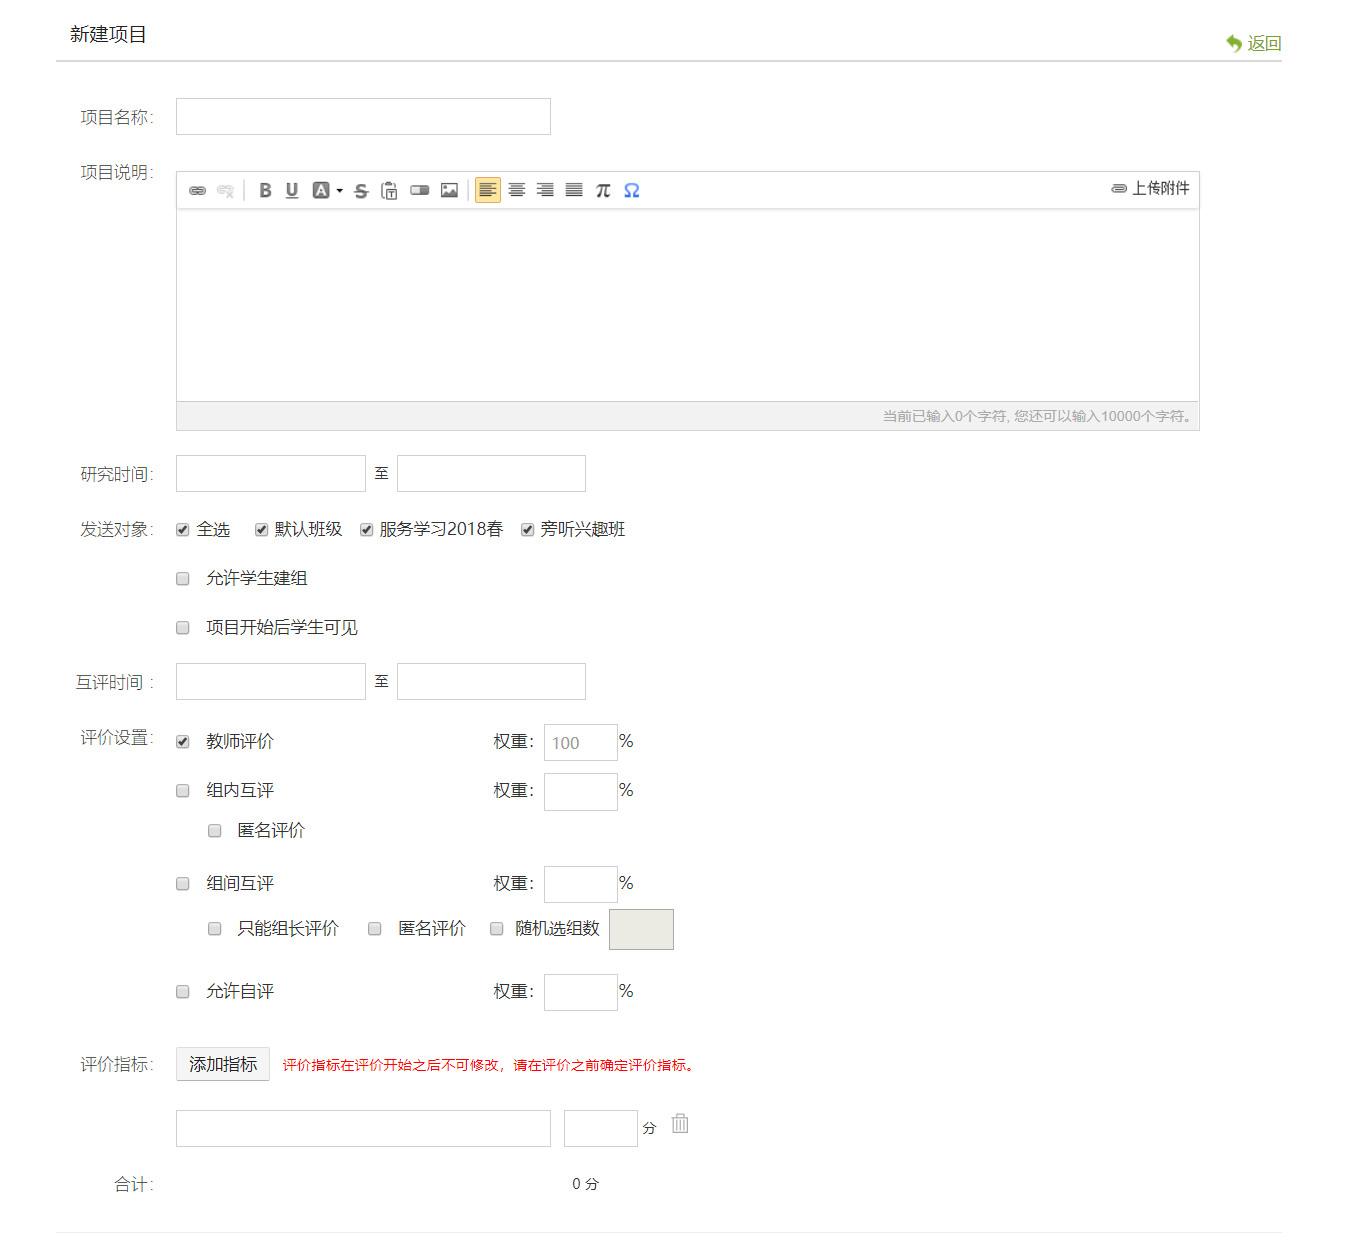 新建项目
返回
项目名称：
项目说明：
B U A S π Ω 上传附件
当前已输入0个字符, 您还可以输入10000个字符。
研究时间： 至
发送对象： 全选 默认班级 服务学习2018春 旁听兴趣班
允许学生建组
项目开始后学生可见
互评时间 ： 至
评价设置： 教师评价 权重： 100 %
组内互评 权重： %
匿名评价
组间互评 权重： %
只能组长评价 匿名评价 随机选组数
允许自评 权重： %
评价指标： 添加指标 评价指标在评价开始之后不可修改，请在评价之前确定评价指标。
分
合计： 0 分